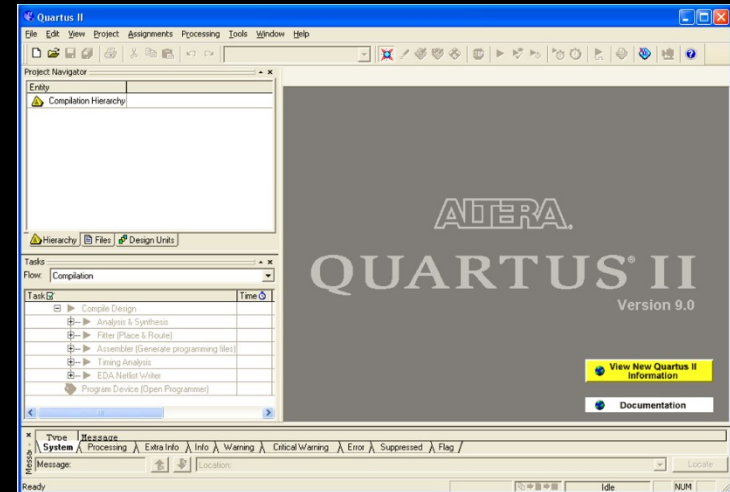 Quartus II
File Edit View Project Assignments Processing Tools Window Help
Project Navigator
Entity
Compilation Hierarchy
Hierarchy Files Design Units
Tasks
Flow: Compilation
Task Time
Compile Design
Analysis & Synthesis
Fitter (Place & Route)
Assembler (Generate programming files)
Timing Analysis
EDA Netlist Writer
Program Device (Open Programmer)
ALTERA.
QUARTUS® II
Version 9.0
View New Quartus II
Information
Documentation
Type Message
System Processing Extra Info Info Warning Critical Warning Error Suppressed Flag
Message: Location: Locate
Ready Idle NUM